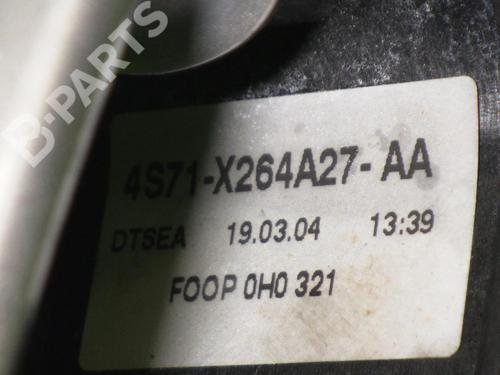 B-PARTS
4S71-X264A27-AA
DTSEA 19.03.04 13:39
FOOP 0H0 321